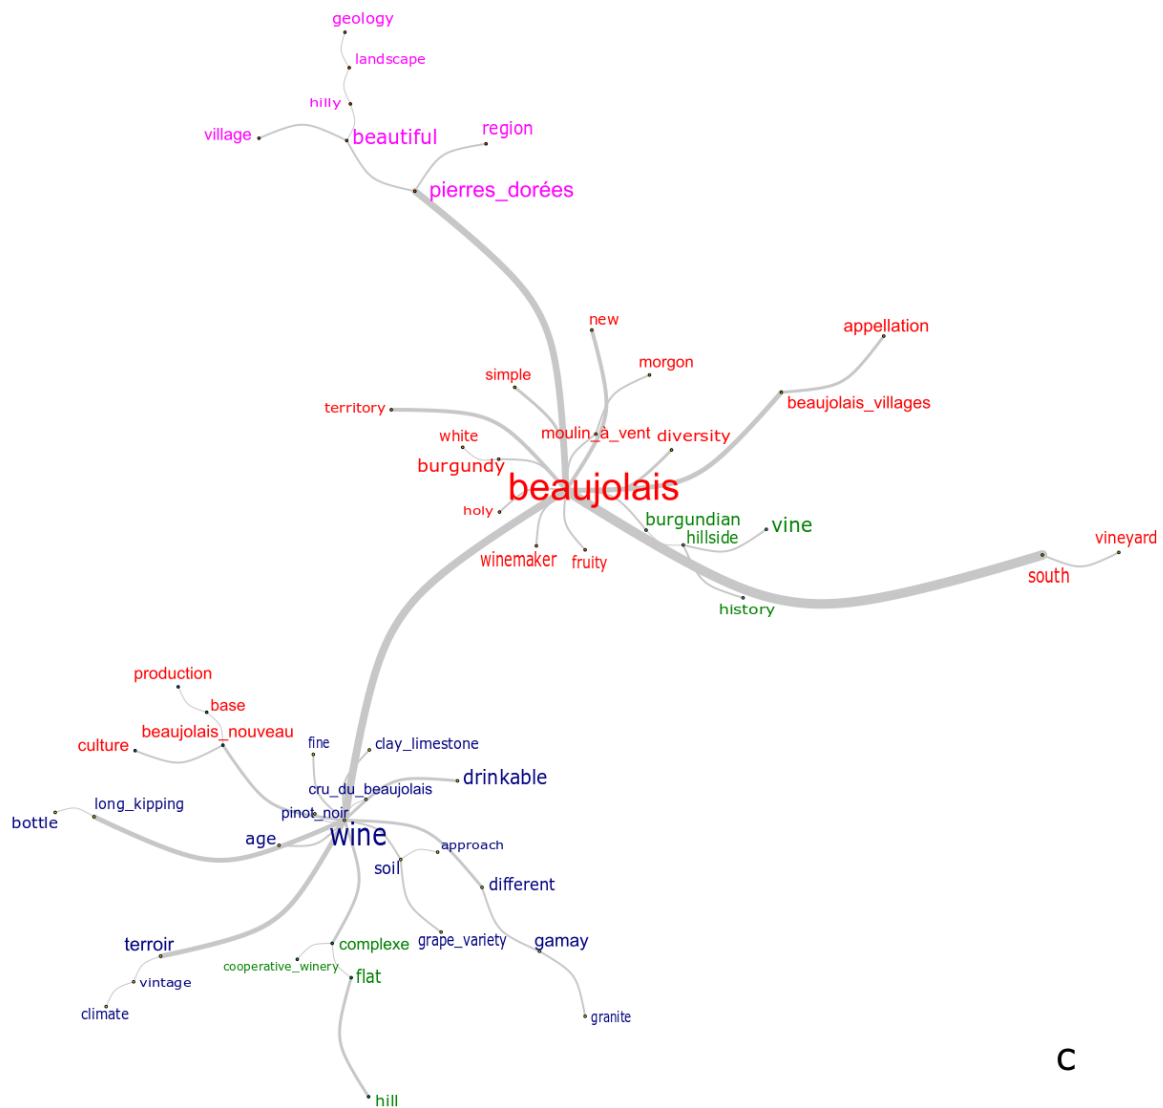 geology
landscape
hilly
village
beautiful
region
pierres_dorées
new
appellation
morgon
simple
beaujolais_villages
territory
white
moulin_à_vent
diversity
burgundy
beaujolais
holy
burgundian
vine
hillside
vineyard
winemaker
fruity
south
history
production
base
beaujolais_nouveau
culture
fine
clay_limestone
drinkable
cru_du_beaujolais
long_kipping
pinot_noir
bottle
age
wine
approach
soil
different
terroir
complexe
grape_variety
gamay
cooperative_winery
flat
vintage
climate
granite
C
hill